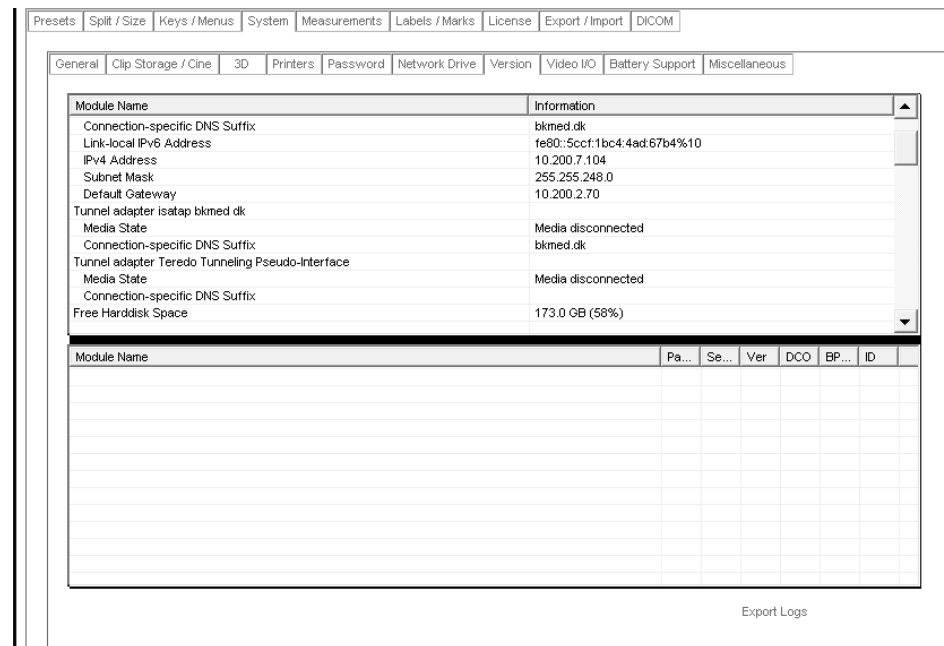 Presets Split / Size Keys / Menus System Measurements Labels / Marks License Export / Import DICOM
General Clip Storage / Cine 3D Printers Password Network Drive Version Video I/O Battery Support Miscellaneous
Module Name Information
Connection-specific DNS Suffix bkmed.dk
Link-local IPv6 Address fe80::5ccf:1bc4:4ad:67b4%10
IPv4 Address 10.200.7.104
Subnet Mask 255.255.248.0
Default Gateway 10.200.2.70
Tunnel adapter isatap bkmed dk
Media State Media disconnected
Connection-specific DNS Suffix bkmed.dk
Tunnel adapter Teredo Tunneling Pseudo-Interface
Media State Media disconnected
Connection-specific DNS Suffix
Free Harddisk Space 173.0 GB (58%)
Module Name Pa... Se... Ver DCO BP... ID
Export Logs